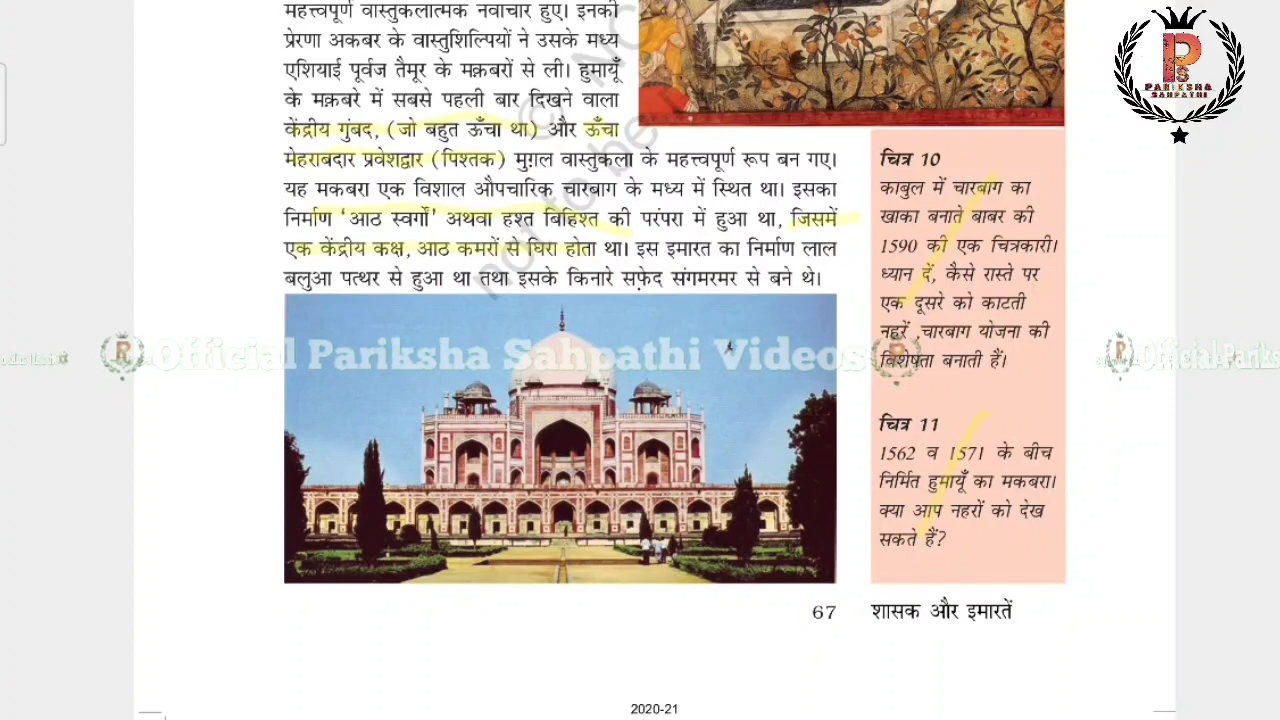 महत्त्वपूर्ण वास्तुकलात्मक नवाचार हुए। इनकी
प्रेरणा अकबर के वास्तुशिल्पियों ने उसके मध्य
एशियाई पूर्वज तैमूर के मक़बरों से ली। हुमायूँ
के मक़बरे में सबसे पहली बार दिखने वाला
केंद्रीय गुंबद, (जो बहुत ऊँचा था) और ऊँचा
मेहराबदार प्रवेशद्वार (पिश्तक) मुग़ल वास्तुकला के महत्त्वपूर्ण रूप बन गए।
यह मकबरा एक विशाल औपचारिक चारबाग के मध्य में स्थित था। इसका
निर्माण ‘आठ स्वर्गों’ अथवा हश्त बिहिश्त की परंपरा में हुआ था, जिसमें
एक केंद्रीय कक्ष, आठ कमरों से घिरा होता था। इस इमारत का निर्माण लाल
बलुआ पत्थर से हुआ था तथा इसके किनारे सफ़ेद संगमरमर से बने थे।
PS
PARIKSHA
SAHPATHI
चित्र 10
काबुल में चारबाग का
खाका बनाते बाबर की
1590 की एक चित्रकारी।
ध्यान दें, कैसे रास्ते पर
एक दूसरे को काटती
नहरें चारबाग योजना की
विशेषता बनाती हैं।
Official Pariksha Sahpathi Videos
Official Pariks
चित्र 11
1562 व 1571 के बीच
निर्मित हुमायूँ का मकबरा।
क्या आप नहरों को देख
सकते हैं?
67 शासक और इमारतें
2020-21